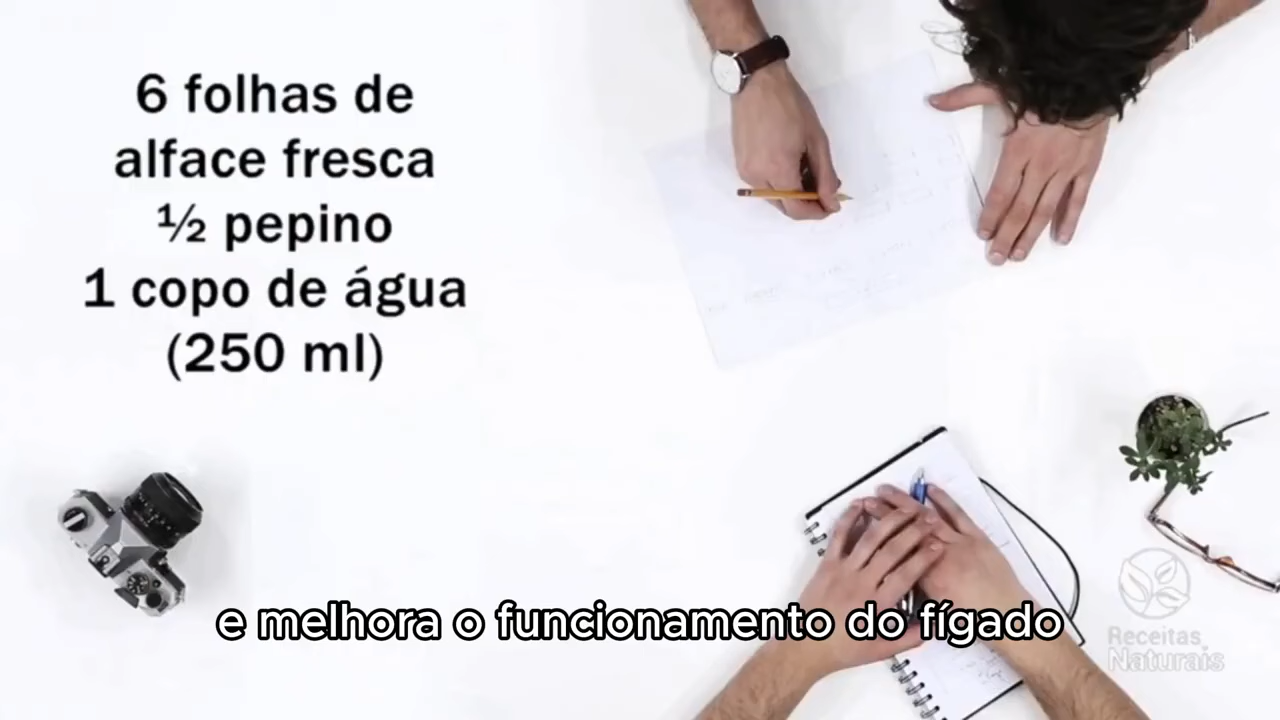 6 folhas de
alface fresca
½ pepino
1 copo de água
(250 ml)
e melhora o funcionamento do fígado
Receitas
Naturais